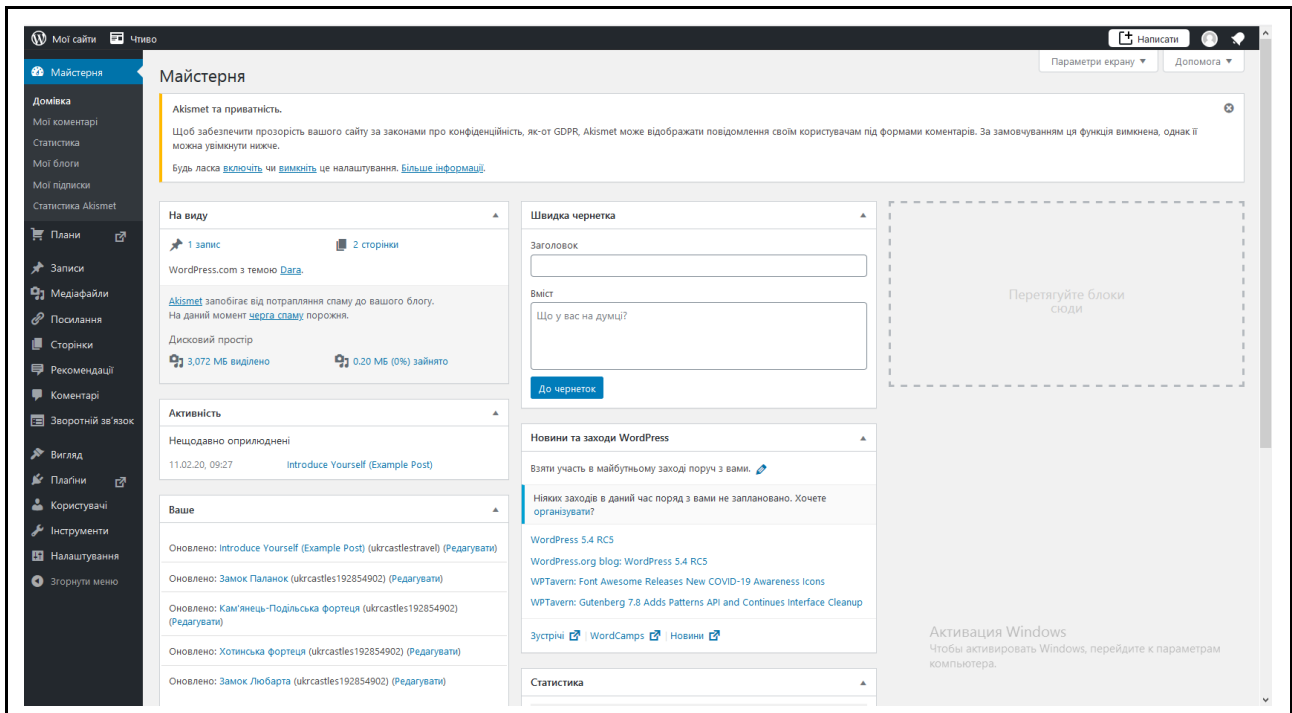 Мої сайти
Чтиво
Написати
Майстерня
Домівка
Мої коментарі
Статистика
Мої блоги
Мої підписки
Статистика Akismet
Плани
Записи
Медіафайли
Посилання
Сторінки
Рекомендації
Коментарі
Зворотній зв'язок
Вигляд
Плаґіни
Користувачі
Інструменти
Налаштування
Згорнути меню
Параметри екрану
Допомога
Майстерня
Akismet та приватність.
Щоб забезпечити прозорість вашого сайту за законами про конфіденційність, як-от GDPR, Akismet може відображати повідомлення своїм користувачам під формами коментарів. За замовчуванням ця функція вимкнена, однак її
можна увімкнути нижче.
Будь ласка включіть чи вимкніть це налаштування. Більше інформації.
На виду
1 запис
2 сторінки
WordPress.com з темою Dara.
Akismet запобігає від потрапляння спаму до вашого блогу.
На даний момент черга спаму порожня.
Дисковий простір
3,072 МБ виділено
0.20 МБ (0%) зайнято
Активність
Нещодавно оприлюднені
11.02.20, 09:27
Introduce Yourself (Example Post)
Ваше
Оновлено: Introduce Yourself (Example Post) (ukrcastlestravel) (Редагувати)
Оновлено: Замок Паланок (ukrcastles192854902) (Редагувати)
Оновлено: Кам'янець-Подільська фортеця (ukrcastles192854902)
(Редагувати)
Оновлено: Хотинська фортеця (ukrcastles192854902) (Редагувати)
Оновлено: Замок Любарта (ukrcastles192854902) (Редагувати)
Швидка чернетка
Заголовок
Вміст
Що у вас на думці?
До чернеток
Новини та заходи WordPress
Взяти участь в майбутньому заході поруч з вами.
Ніяких заходів в даний час поряд з вами не заплановано. Хочете
організувати?
WordPress 5.4 RC5
WordPress.org blog: WordPress 5.4 RC5
WPTavern: Font Awesome Releases New COVID-19 Awareness Icons
WPTavern: Gutenberg 7.8 Adds Patterns API and Continues Interface Cleanup
Зустрічі | WordCamps | Новини
Статистика
Перетягуйте блоки
сюди
Активация Windows
Чтобы активировать Windows, перейдите к параметрам
компьютера.